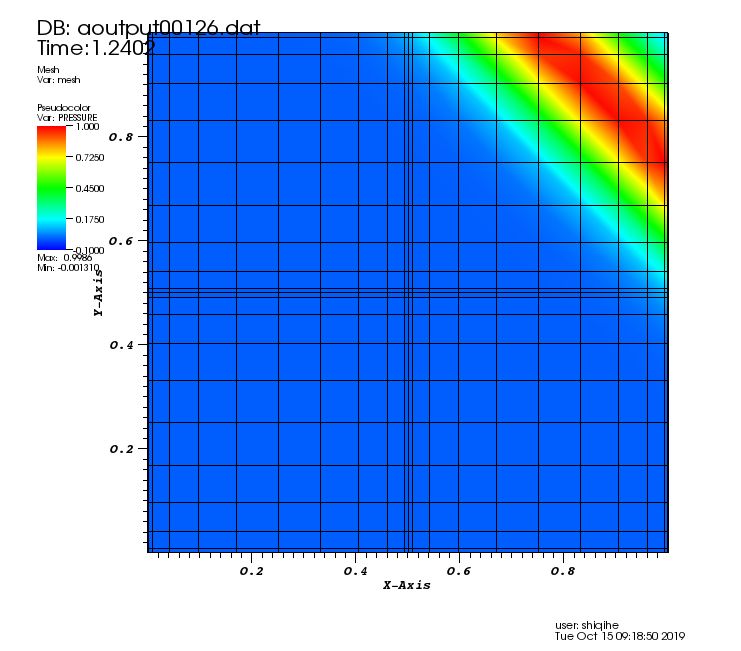 DB: aoutput00126.dat
Time:1.2402
Mesh
Var: mesh
Pseudocolor
Var: PRESSURE
1.000
0.7250
0.4500
0.1750
-0.1000
Max: 0.9986
Min: -0.001310
0.8
0.6
Y-Axis
0.4
0.2
0.2 0.4 0.6 0.8
X-Axis
user: shiqihe
Tue Oct 15 09:18:50 2019